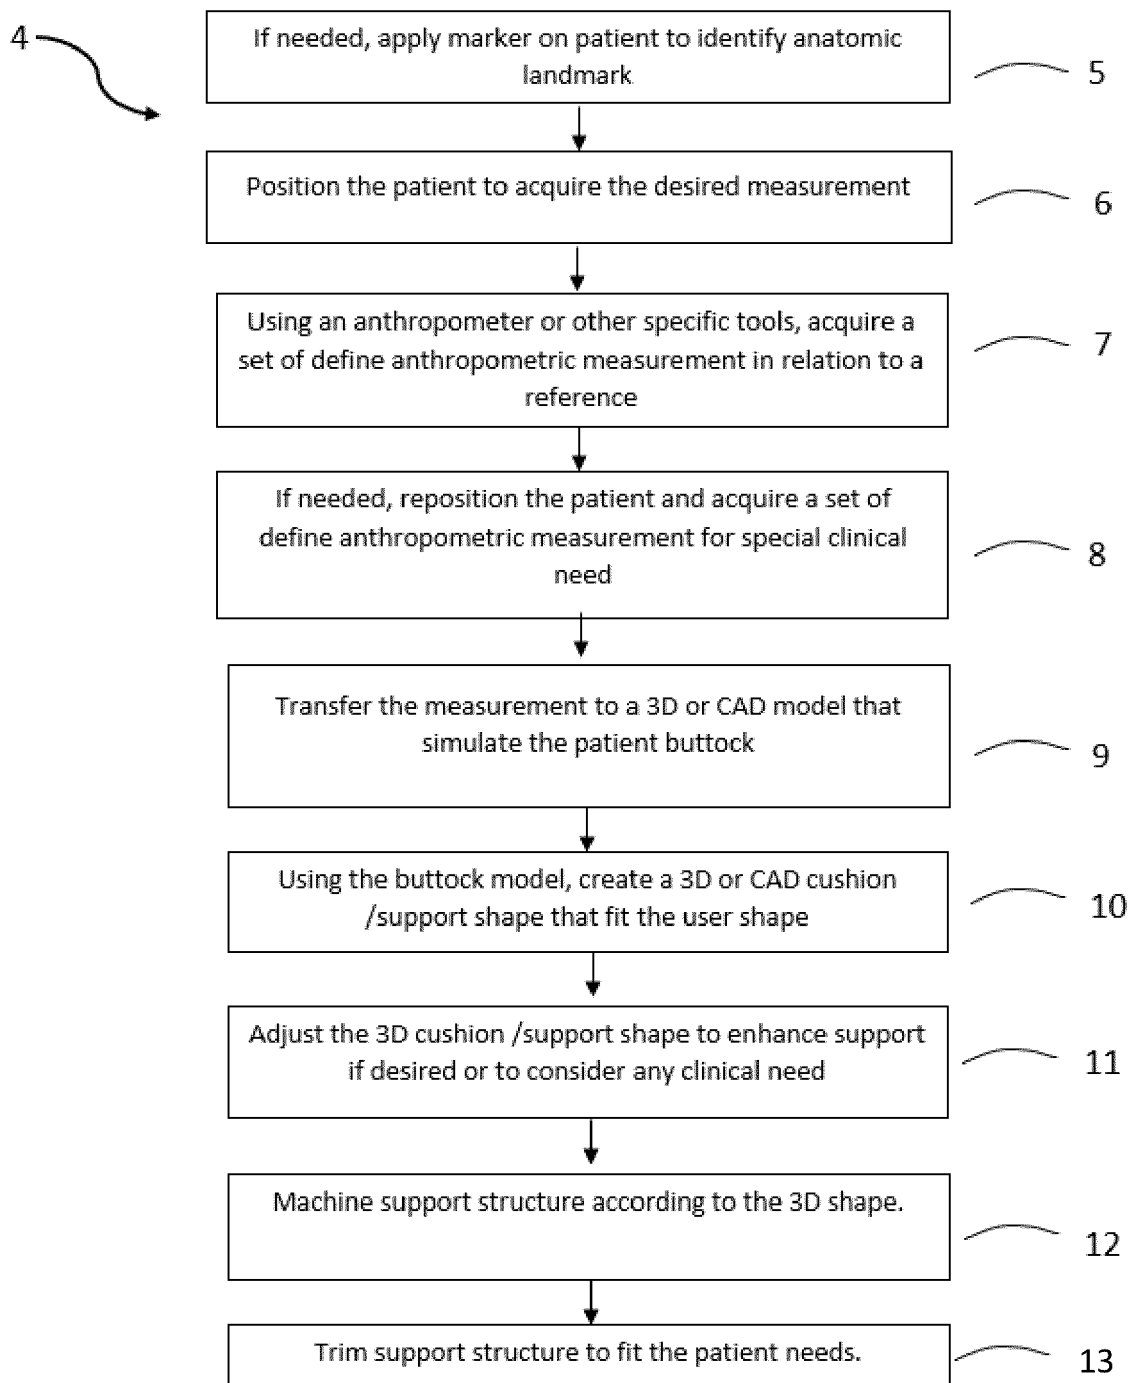 4
If needed, apply marker on patient to identify anatomic
landmark
5
Position the patient to acquire the desired measurement
6
Using an anthropometer or other specific tools, acquire a
set of define anthropometric measurement in relation to a
reference
7
If needed, reposition the patient and acquire a set of
define anthropometric measurement for special clinical
need
8
Transfer the measurement to a 3D or CAD model that
simulate the patient buttock
9
Using the buttock model, create a 3D or CAD cushion
/support shape that fit the user shape
10
Adjust the 3D cushion /support shape to enhance support
if desired or to consider any clinical need
11
Machine support structure according to the 3D shape.
12
Trim support structure to fit the patient needs.
13